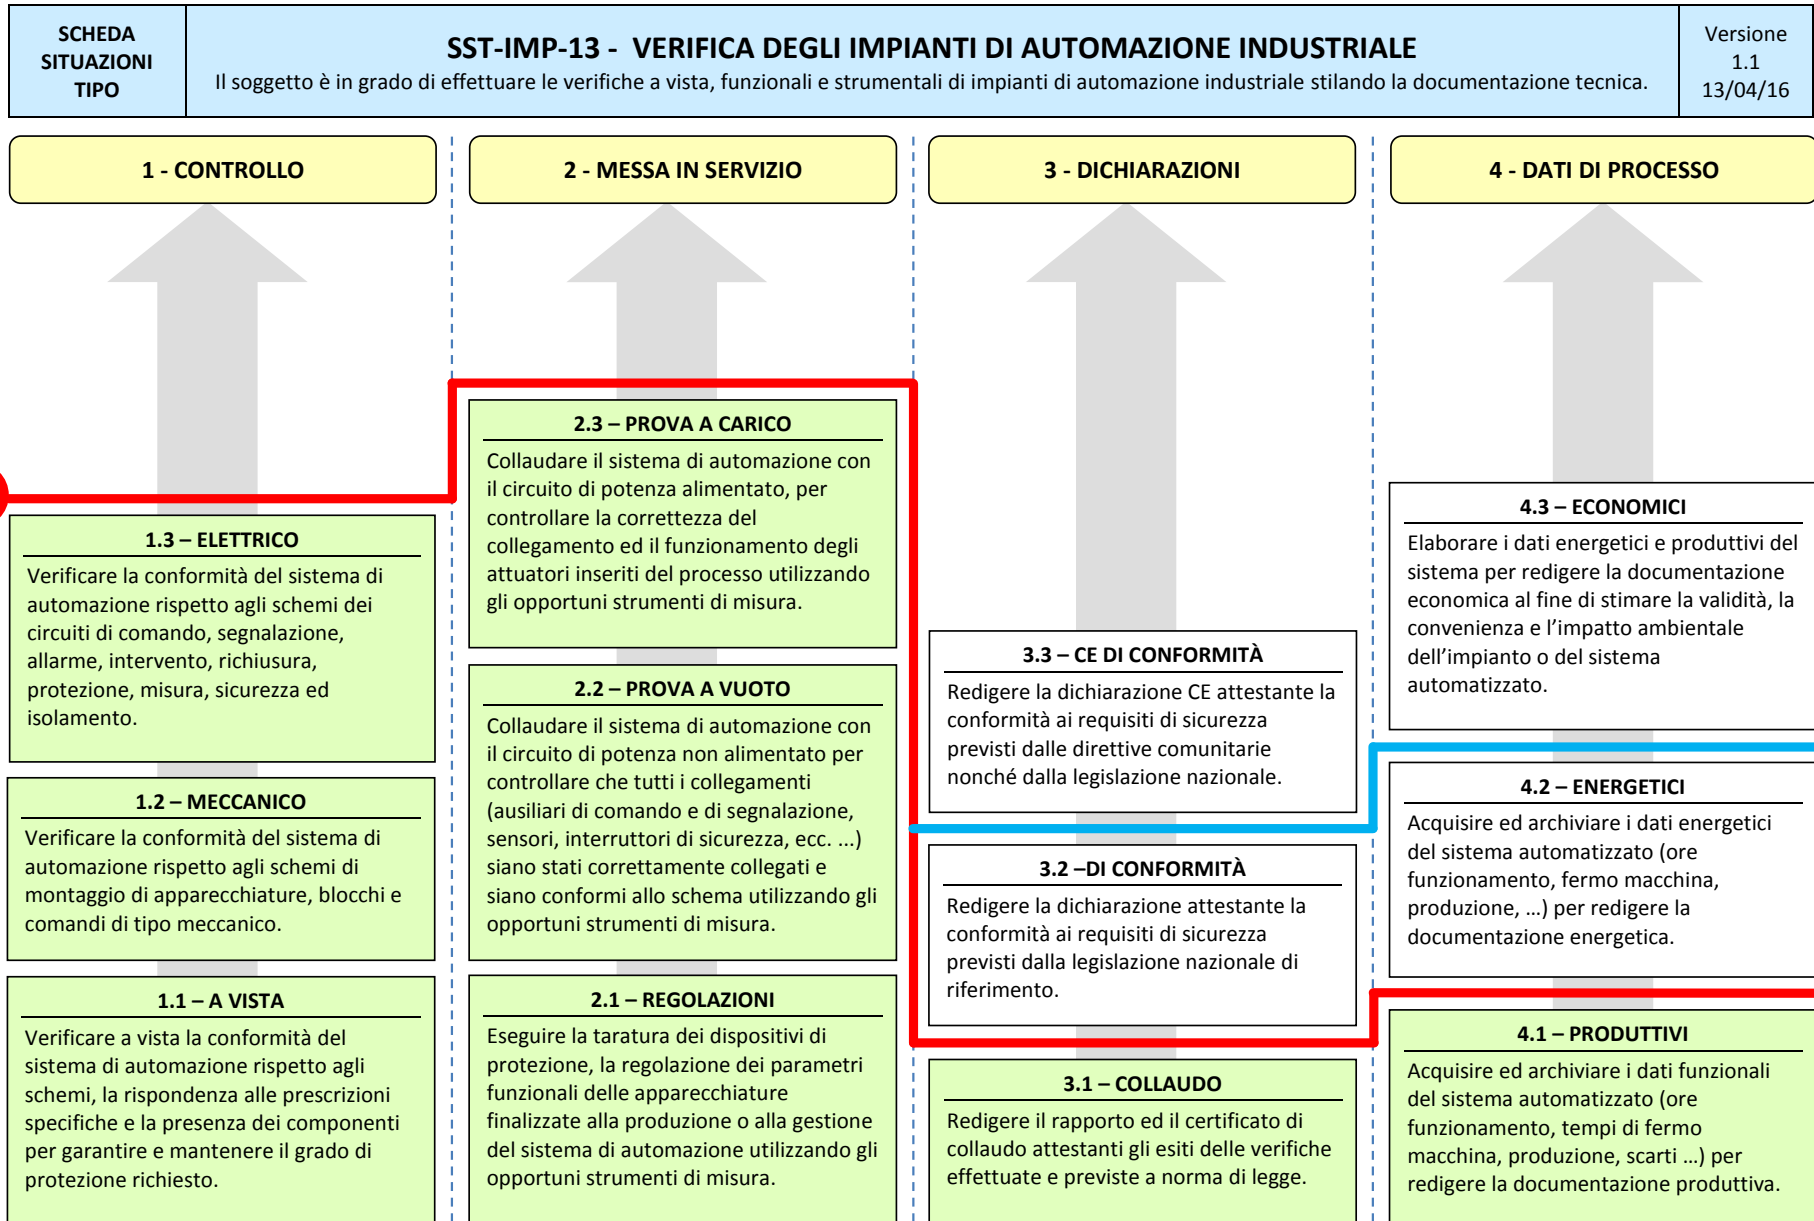 SCHEDA
SITUAZIONI
TIPO
SST-IMP-13 - VERIFICA DEGLI IMPIANTI DI AUTOMAZIONE INDUSTRIALE
Il soggetto è in grado di effettuare le verifiche a vista, funzionali e strumentali di impianti di automazione industriale stilando la documentazione tecnica.
Versione
1.1
13/04/16
1 - CONTROLLO
1.3 – ELETTRICO
Verificare la conformità del sistema di
automazione rispetto agli schemi dei
circuiti di comando, segnalazione,
allarme, intervento, richiusura,
protezione, misura, sicurezza ed
isolamento.
1.2 – MECCANICO
Verificare la conformità del sistema di
automazione rispetto agli schemi di
montaggio di apparecchiature, blocchi e
comandi di tipo meccanico.
1.1 – A VISTA
Verificare a vista la conformità del
sistema di automazione rispetto agli
schemi, la rispondenza alle prescrizioni
specifiche e la presenza dei componenti
per garantire e mantenere il grado di
protezione richiesto.
2 - MESSA IN SERVIZIO
2.3 – PROVA A CARICO
Collaudare il sistema di automazione con
il circuito di potenza alimentato, per
controllare la correttezza del
collegamento ed il funzionamento degli
attuatori inseriti del processo utilizzando
gli opportuni strumenti di misura.
2.2 – PROVA A VUOTO
Collaudare il sistema di automazione con
il circuito di potenza non alimentato per
controllare che tutti i collegamenti
(ausiliari di comando e di segnalazione,
sensori, interruttori di sicurezza, ecc. ...)
siano stati correttamente collegati e
siano conformi allo schema utilizzando gli
opportuni strumenti di misura.
2.1 – REGOLAZIONI
Eseguire la taratura dei dispositivi di
protezione, la regolazione dei parametri
funzionali delle apparecchiature
finalizzate alla produzione o alla gestione
del sistema di automazione utilizzando gli
opportuni strumenti di misura.
3 - DICHIARAZIONI
3.3 – CE DI CONFORMITÀ
Redigere la dichiarazione CE attestante la
conformità ai requisiti di sicurezza
previsti dalle direttive comunitarie
nonché dalla legislazione nazionale.
3.2 –DI CONFORMITÀ
Redigere la dichiarazione attestante la
conformità ai requisiti di sicurezza
previsti dalla legislazione nazionale di
riferimento.
3.1 – COLLAUDO
Redigere il rapporto ed il certificato di
collaudo attestanti gli esiti delle verifiche
effettuate e previste a norma di legge.
4 - DATI DI PROCESSO
4.3 – ECONOMICI
Elaborare i dati energetici e produttivi del
sistema per redigere la documentazione
economica al fine di stimare la validità, la
convenienza e l'impatto ambientale
dell'impianto o del sistema
automatizzato.
4.2 – ENERGETICI
Acquisire ed archiviare i dati energetici
del sistema automatizzato (ore
funzionamento, fermo macchina,
produzione, ...) per redigere la
documentazione energetica.
4.1 – PRODUTTIVI
Acquisire ed archiviare i dati funzionali
del sistema automatizzato (ore
funzionamento, tempi di fermo
macchina, produzione, scarti ...) per
redigere la documentazione produttiva.